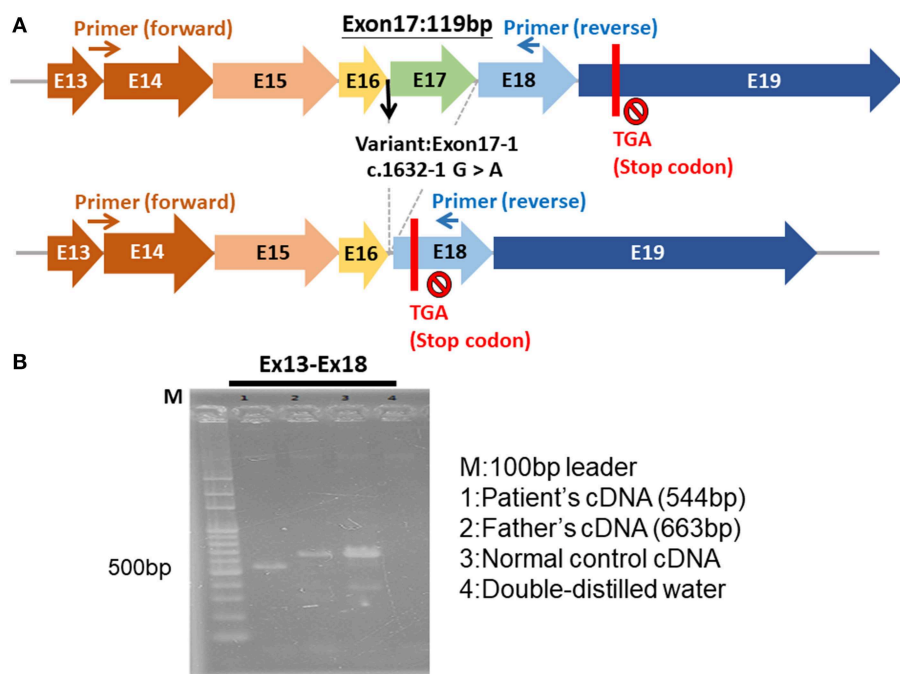 A
Exon17:119bp
Primer (forward)
Primer (reverse)
E13
E14
E15
E16
E17
E18
E19
Variant:Exon17-1
c.1632-1 G > A
TGA
(Stop codon)
Primer (forward)
Primer (reverse)
E13
E14
E15
E16
E18
E19
TGA
(Stop codon)
B
Ex13-Ex18
M
1 2 3 4
500bp
M:100bp leader
1:Patient's cDNA (544bp)
2:Father's cDNA (663bp)
3:Normal control cDNA
4:Double-distilled water